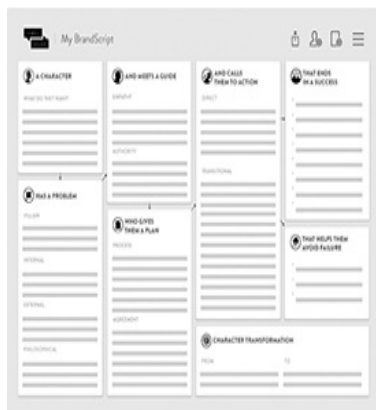 My BrandScript
A CHARACTER
WHAT DO THEY WANT?
HAS A PROBLEM
VILLAIN
INTERNAL
EXTERNAL
PHILOSOPHICAL
AND MEETS A GUIDE
EMPATHY
AUTHORITY
WHO GIVES
THEM A PLAN
PROCESS
AGREEMENT
AND CALLS
THEM TO ACTION
DIRECT
TRANSITIONAL
THAT ENDS
IN A SUCCESS
THAT HELPS THEM
AVOID FAILURE
CHARACTER TRANSFORMATION
FROM
TO